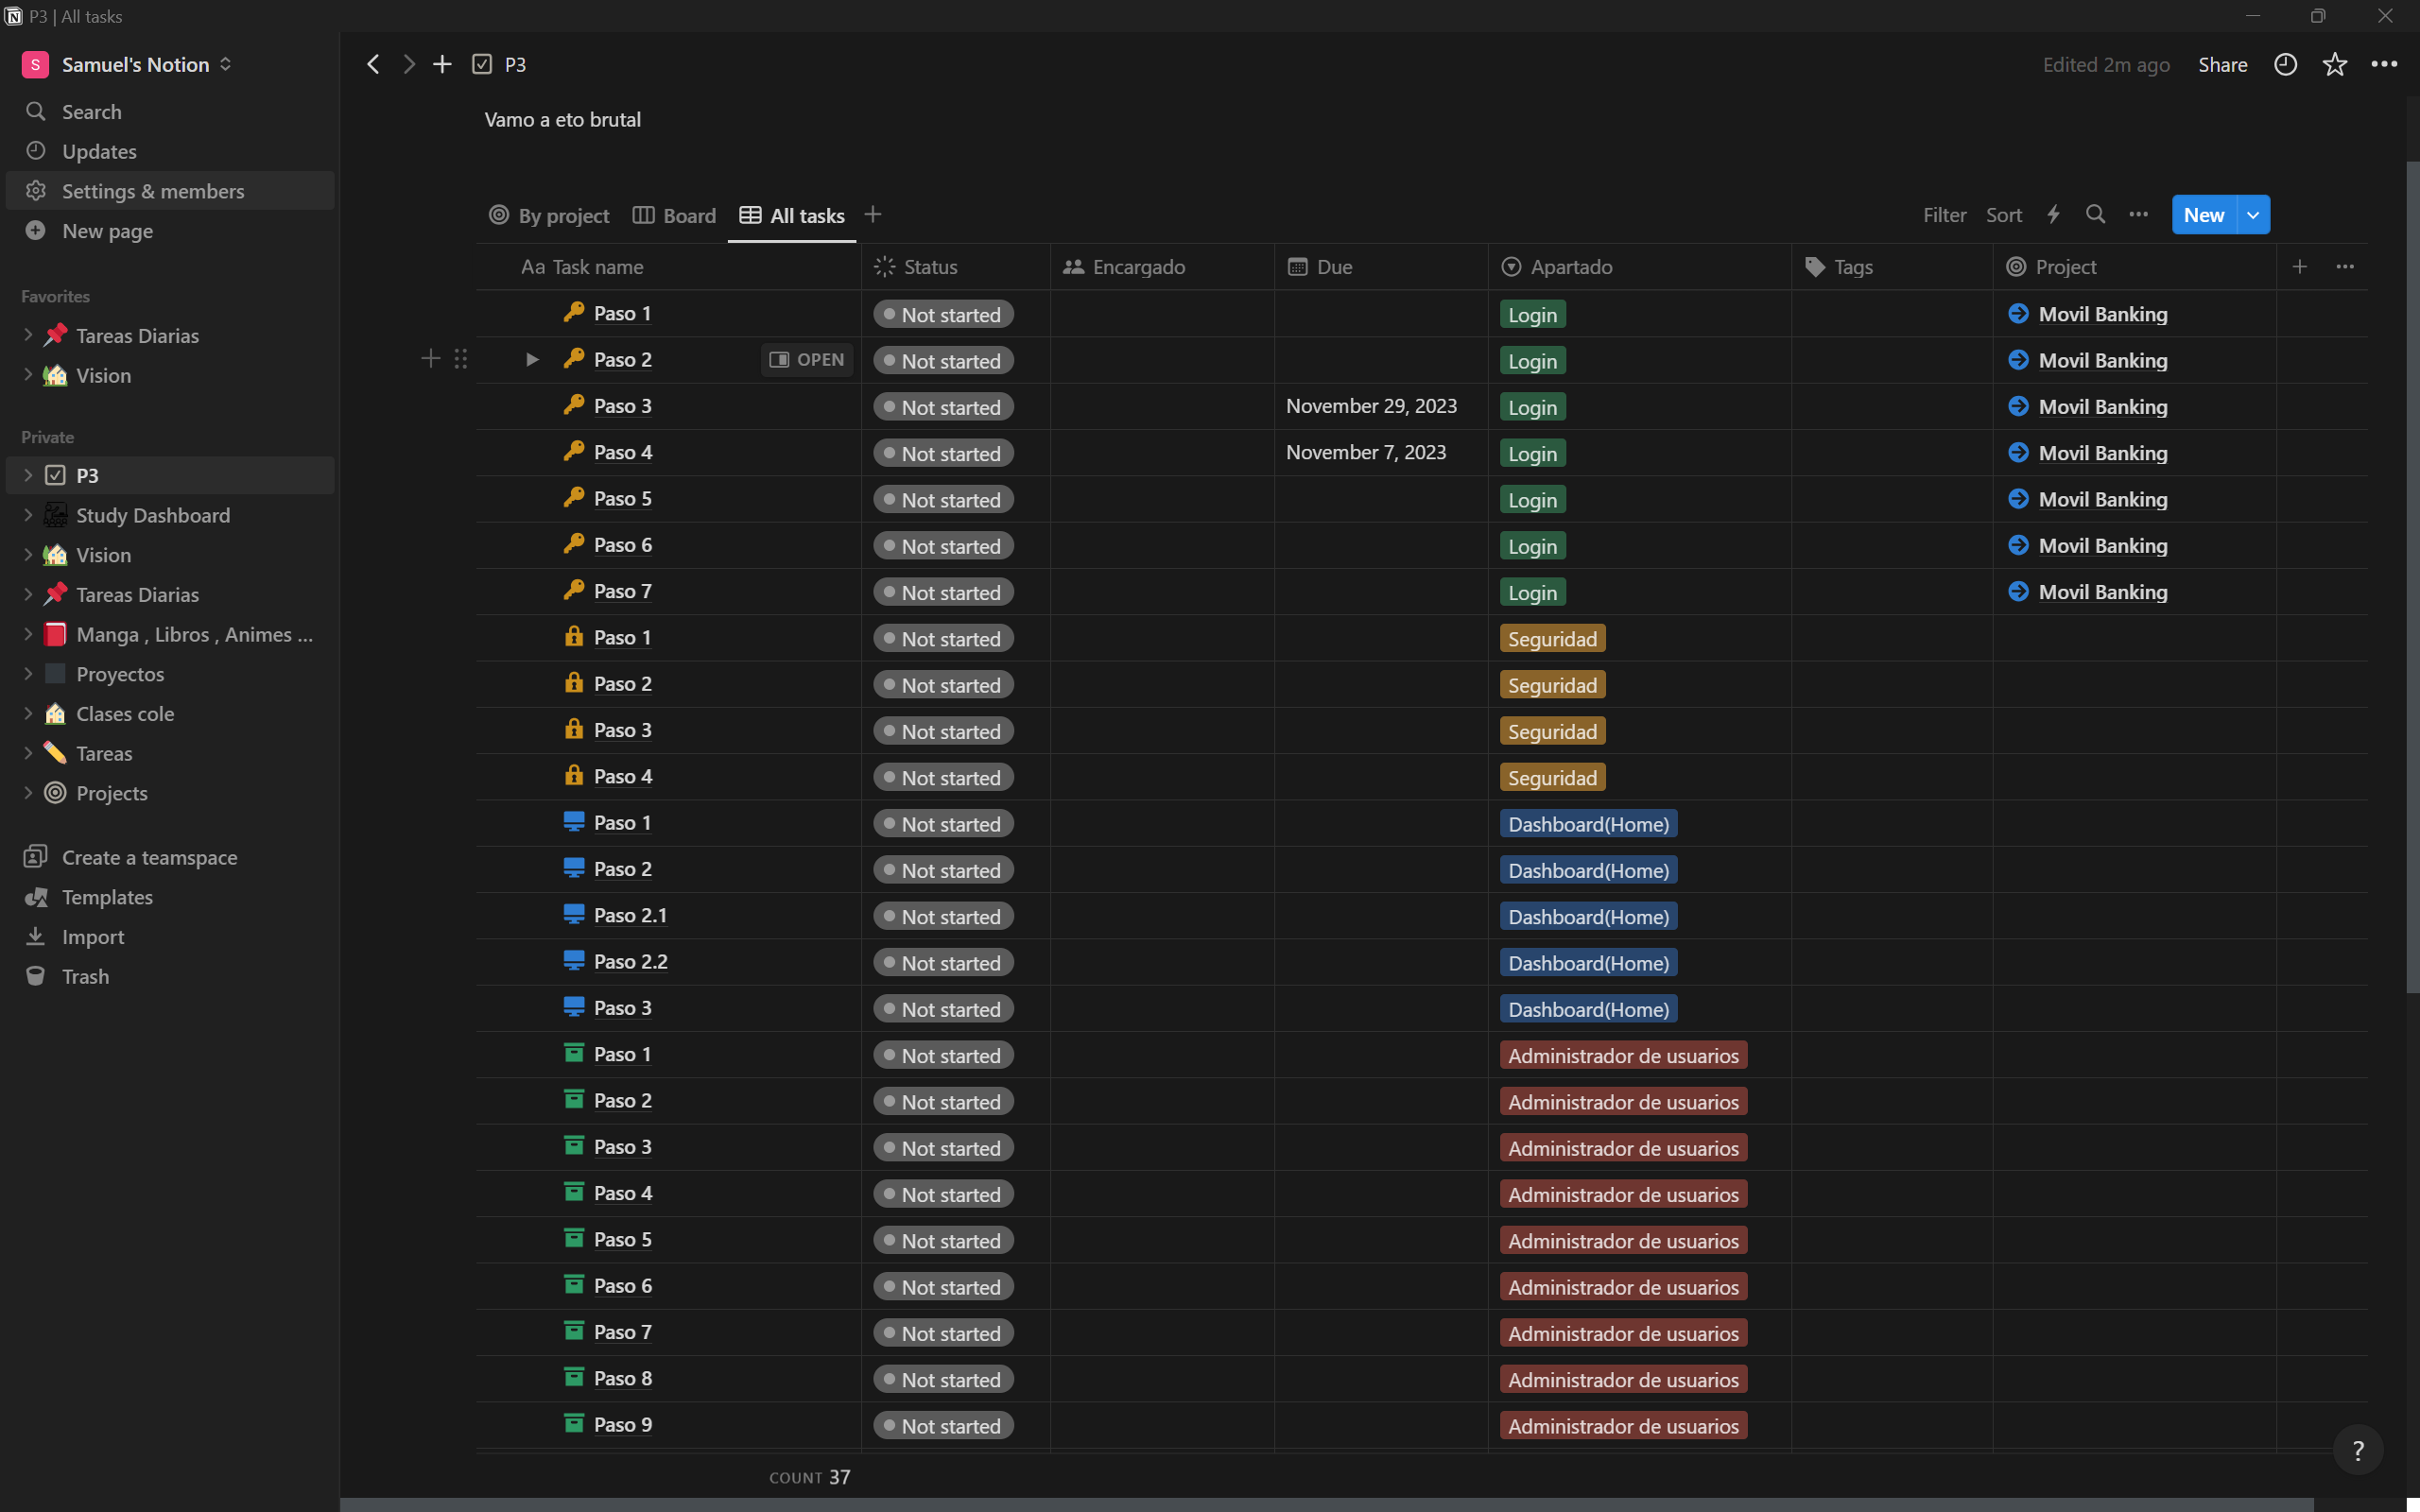 P3 | All tasks
S Samuel's Notion
Search
Updates
Settings & members
New page
Favorites
Tareas Diarias
Vision
Private
P3
Study Dashboard
Vision
Tareas Diarias
Manga , Libros , Animes ...
Proyectos
Clases cole
Tareas
Projects
Create a teamspace
Templates
Import
Trash
P3
Edited 2m ago Share
Vamo a eto brutal
By project Board All tasks
Filter Sort New
Aa Task name Status Encargado Due Apartado Tags Project
Paso 1 Not started Login Movil Banking
Paso 2 OPEN Not started Login Movil Banking
Paso 3 Not started November 29, 2023 Login Movil Banking
Paso 4 Not started November 7, 2023 Login Movil Banking
Paso 5 Not started Login Movil Banking
Paso 6 Not started Login Movil Banking
Paso 7 Not started Login Movil Banking
Paso 1 Not started Seguridad
Paso 2 Not started Seguridad
Paso 3 Not started Seguridad
Paso 4 Not started Seguridad
Paso 1 Not started Dashboard(Home)
Paso 2 Not started Dashboard(Home)
Paso 2.1 Not started Dashboard(Home)
Paso 2.2 Not started Dashboard(Home)
Paso 3 Not started Dashboard(Home)
Paso 1 Not started Administrador de usuarios
Paso 2 Not started Administrador de usuarios
Paso 3 Not started Administrador de usuarios
Paso 4 Not started Administrador de usuarios
Paso 5 Not started Administrador de usuarios
Paso 6 Not started Administrador de usuarios
Paso 7 Not started Administrador de usuarios
Paso 8 Not started Administrador de usuarios
Paso 9 Not started Administrador de usuarios
COUNT 37
?